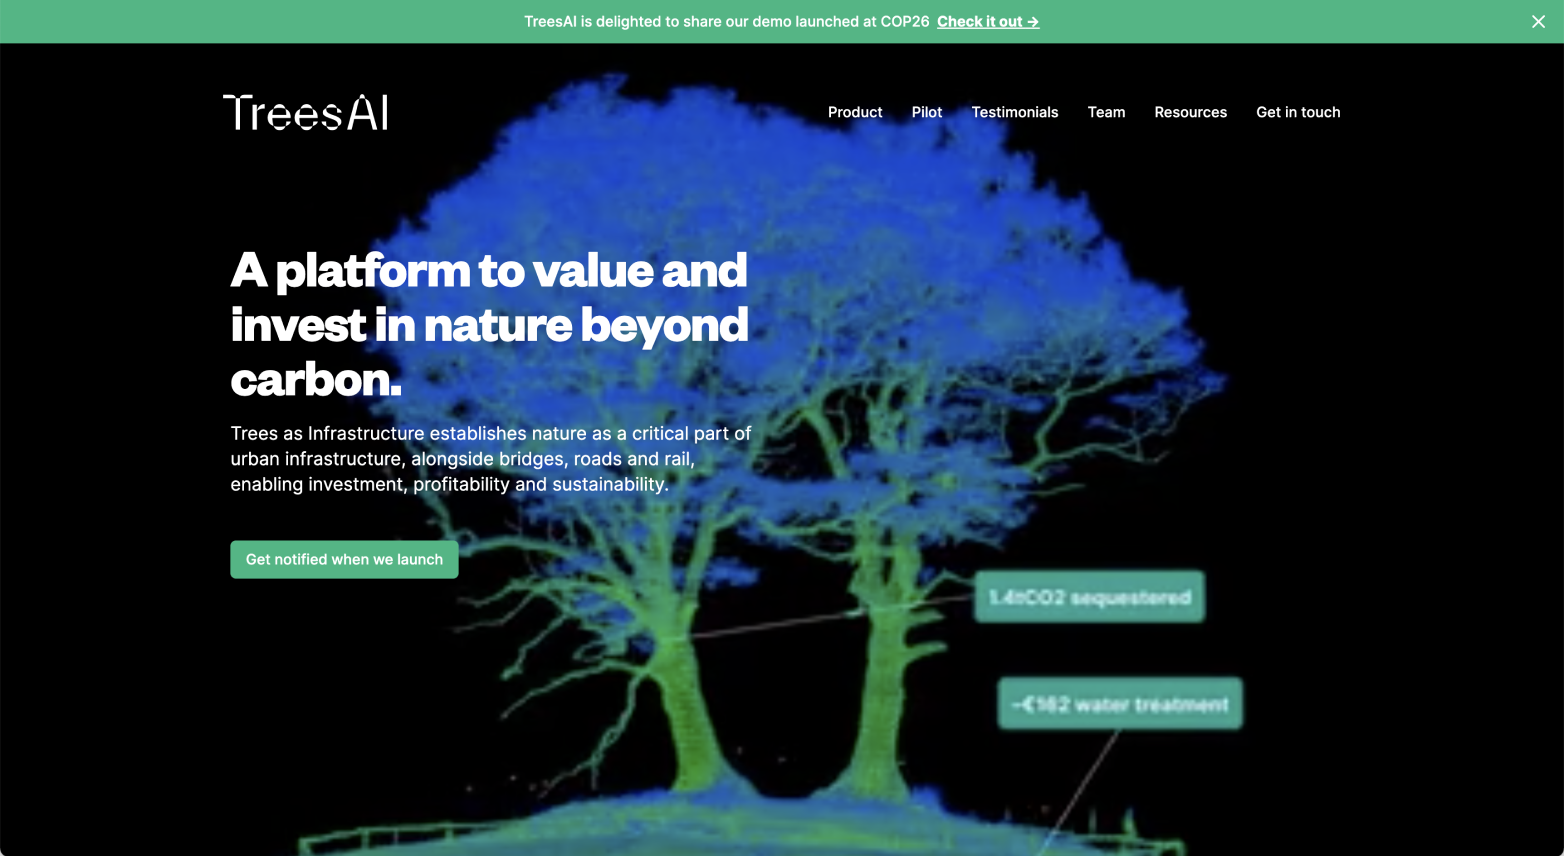 TreesAI is delighted to share our demo launched at COP26 Check it out →
TreesAI
Product Pilot Testimonials Team Resources Get in touch
A platform to value and
invest in nature beyond
carbon.
Trees as Infrastructure establishes nature as a critical part of
urban infrastructure, alongside bridges, roads and rail,
enabling investment, profitability and sustainability.
Get notified when we launch
sequestered
water treatment